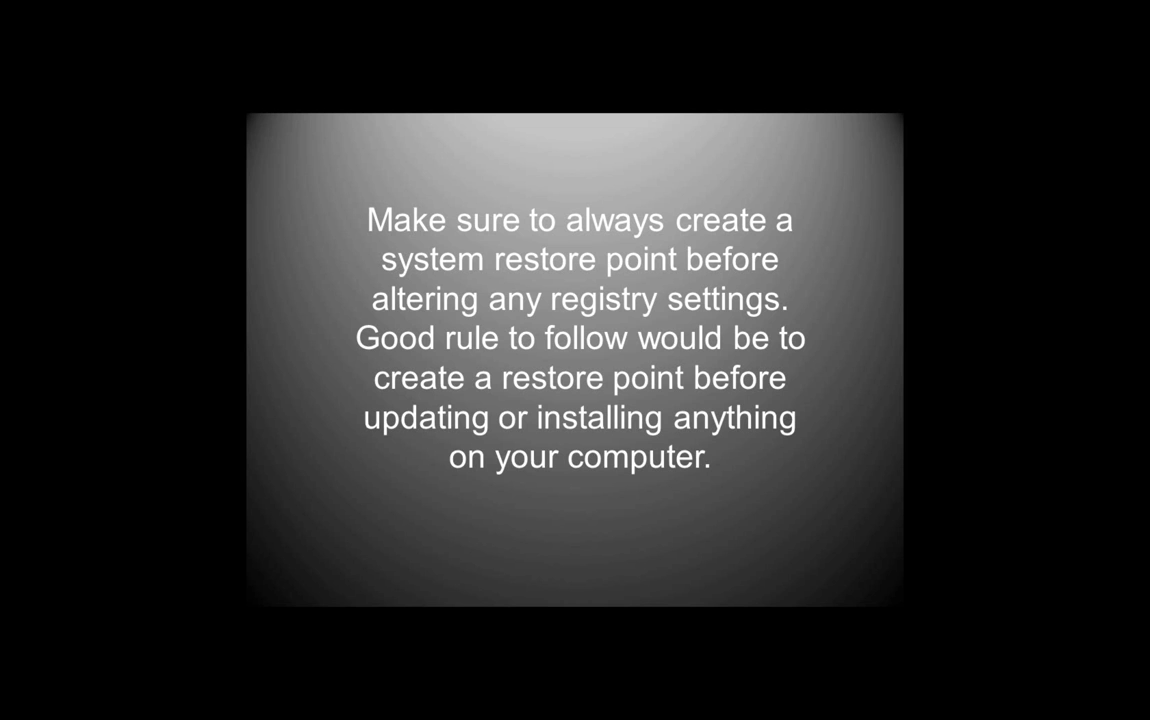 Make sure to always create a
system restore point before
altering any registry settings.
Good rule to follow would be to
create a restore point before
updating or installing anything
on your computer.